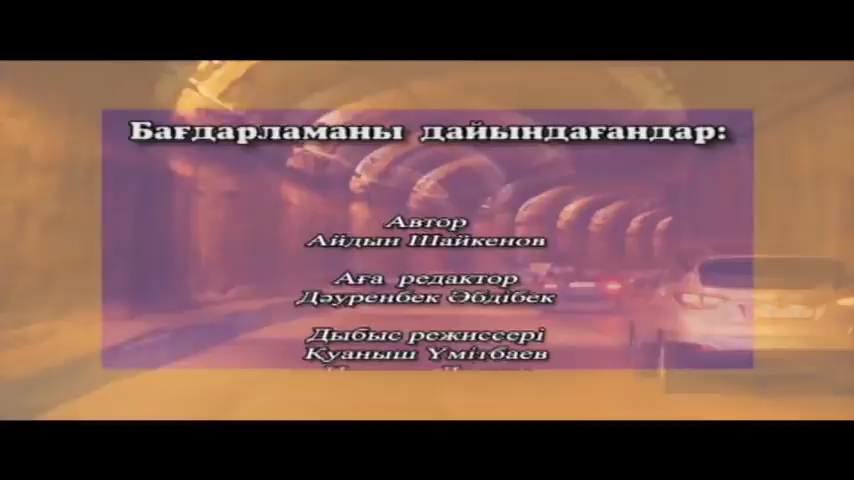 Бағдарламаны дайындағандар:
Автор
Айдын Шайкенов
Аға редактор
Дәуренбек Әбдібек
Дыбыс режиссері
Қуаныш Үмітбаев